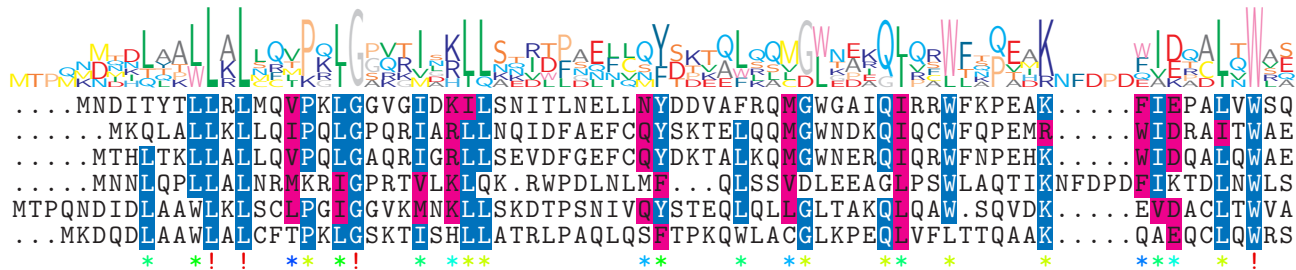 ....MNDITYTLLRLMQVPKLGGVGIDKILSNITLNELLNYDDVAFRQMGWGAIQIRRWFKPEAK.....FIEPALVWSQ
......MKQLALLKLLQIPQLGPQRIARLLNQIDFAEFCQYSKTELQQMGWNDKQIQCWFQPEMR.....WIDRAITWAE
.....MTHLTKLLALLQVPQLGAQRIGRLLSEVDFGEFCQYDKTALKQMGWNERQIQRWFNPEHK.....WIDQALQWAE
.....MNNLQPLLALNRMKRIGPRTVLKLQK.RWPDLNLMF...QLSSVDLEEAGLPSWLAQTIKNFDPDFIKTDLNWLS
MTPQNDIDLAAWLKLSCLPGIGGVKMNKLLSKDTPSNIVQYSTEQLQLLGLTAKQLQAW.SQVDK.....EVDACLTWVA
...MKDQDLAAWLALCFTPKLGSKTISHLLATRLPAQLQSFTPKQWLACGLKPEQLVFLTTQAAK.....QAEQCLQWRS
* * ! ! * * * ! * * * * * * * * * * * * * * * * * !